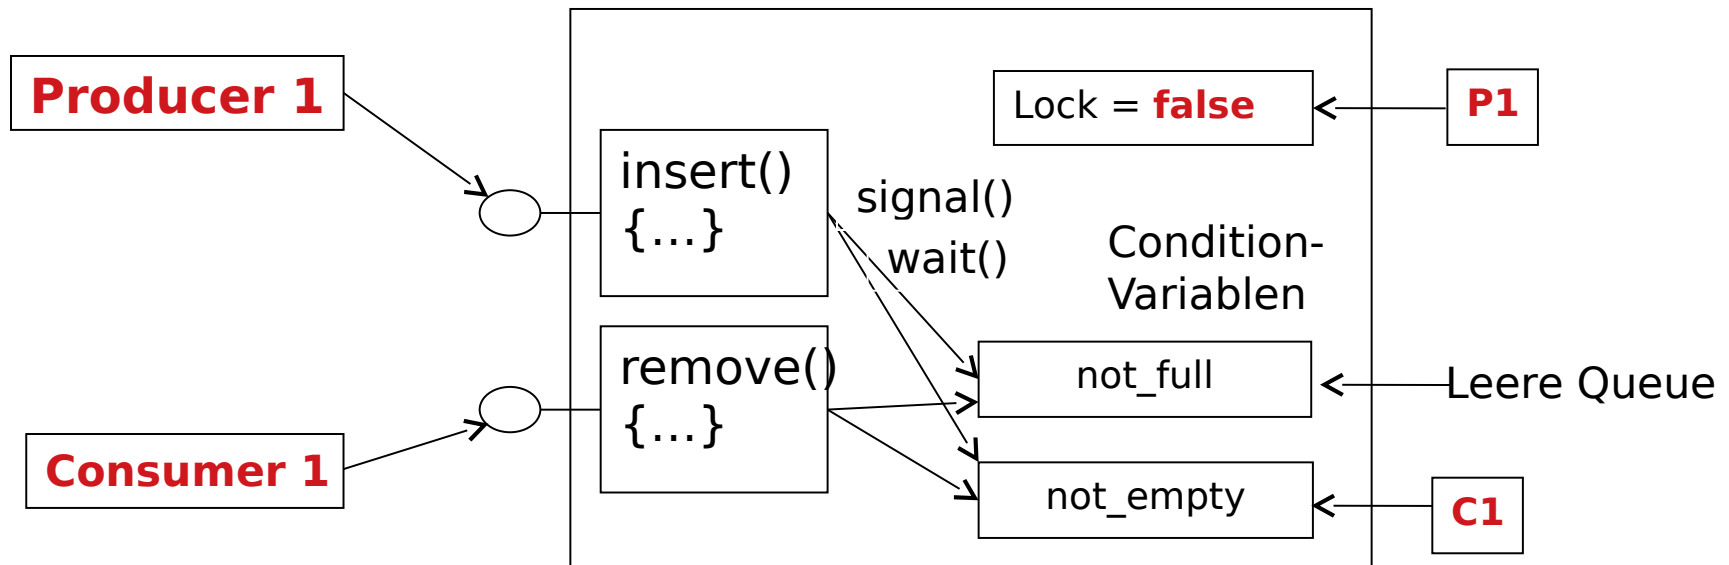 Producer 1
Lock = false
P1
insert()
{...}
signal()
wait()
Condition-
Variablen
remove()
{...}
not_full
Leere Queue
Consumer 1
not_empty
C1